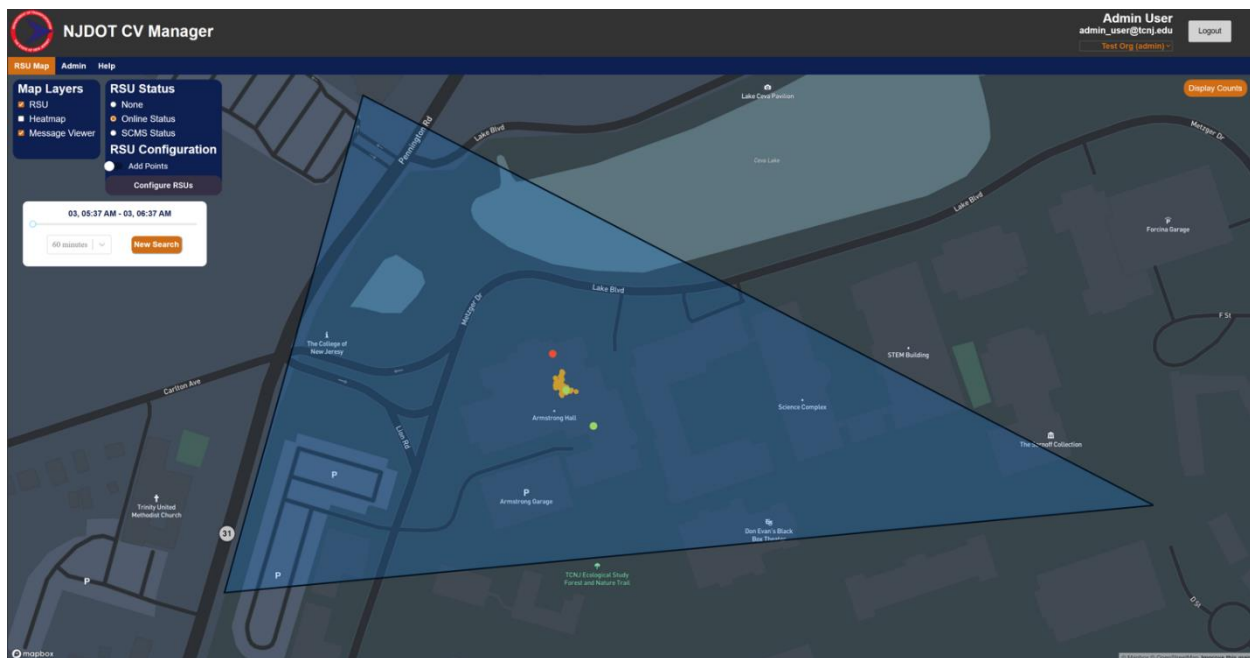 NJDOT CV Manager
Admin User
admin_user@tcnj.edu
Test Org (admin)
Logout
RSU Map
Admin
Help
Map Layers
RSU
Heatmap
Message Viewer
RSU Status
None
Online Status
SCMS Status
RSU Configuration
Add Points
Configure RSUs
Display Counts
03, 05:37 AM - 03, 06:37 AM
60 minutes
New Search
Pennington Rd
Lake Blvd
Lake Ceva Pavilion
Ceva Lake
Metzger Dr
Lake Blvd
Forcina Garage
Lake Blvd
Metzger Dr
F St
The College of
New Jersey
STEM Building
Carlton Ave
Armstrong Hall
Science Complex
Lion Rd
The Sarnoff Collection
P
P
Armstrong Garage
Trinity United
Methodist Church
31
Don Evan's Black
Box Theater
P
P
TCNJ Ecological Study
Forest and Nature Trail
D St
mapbox